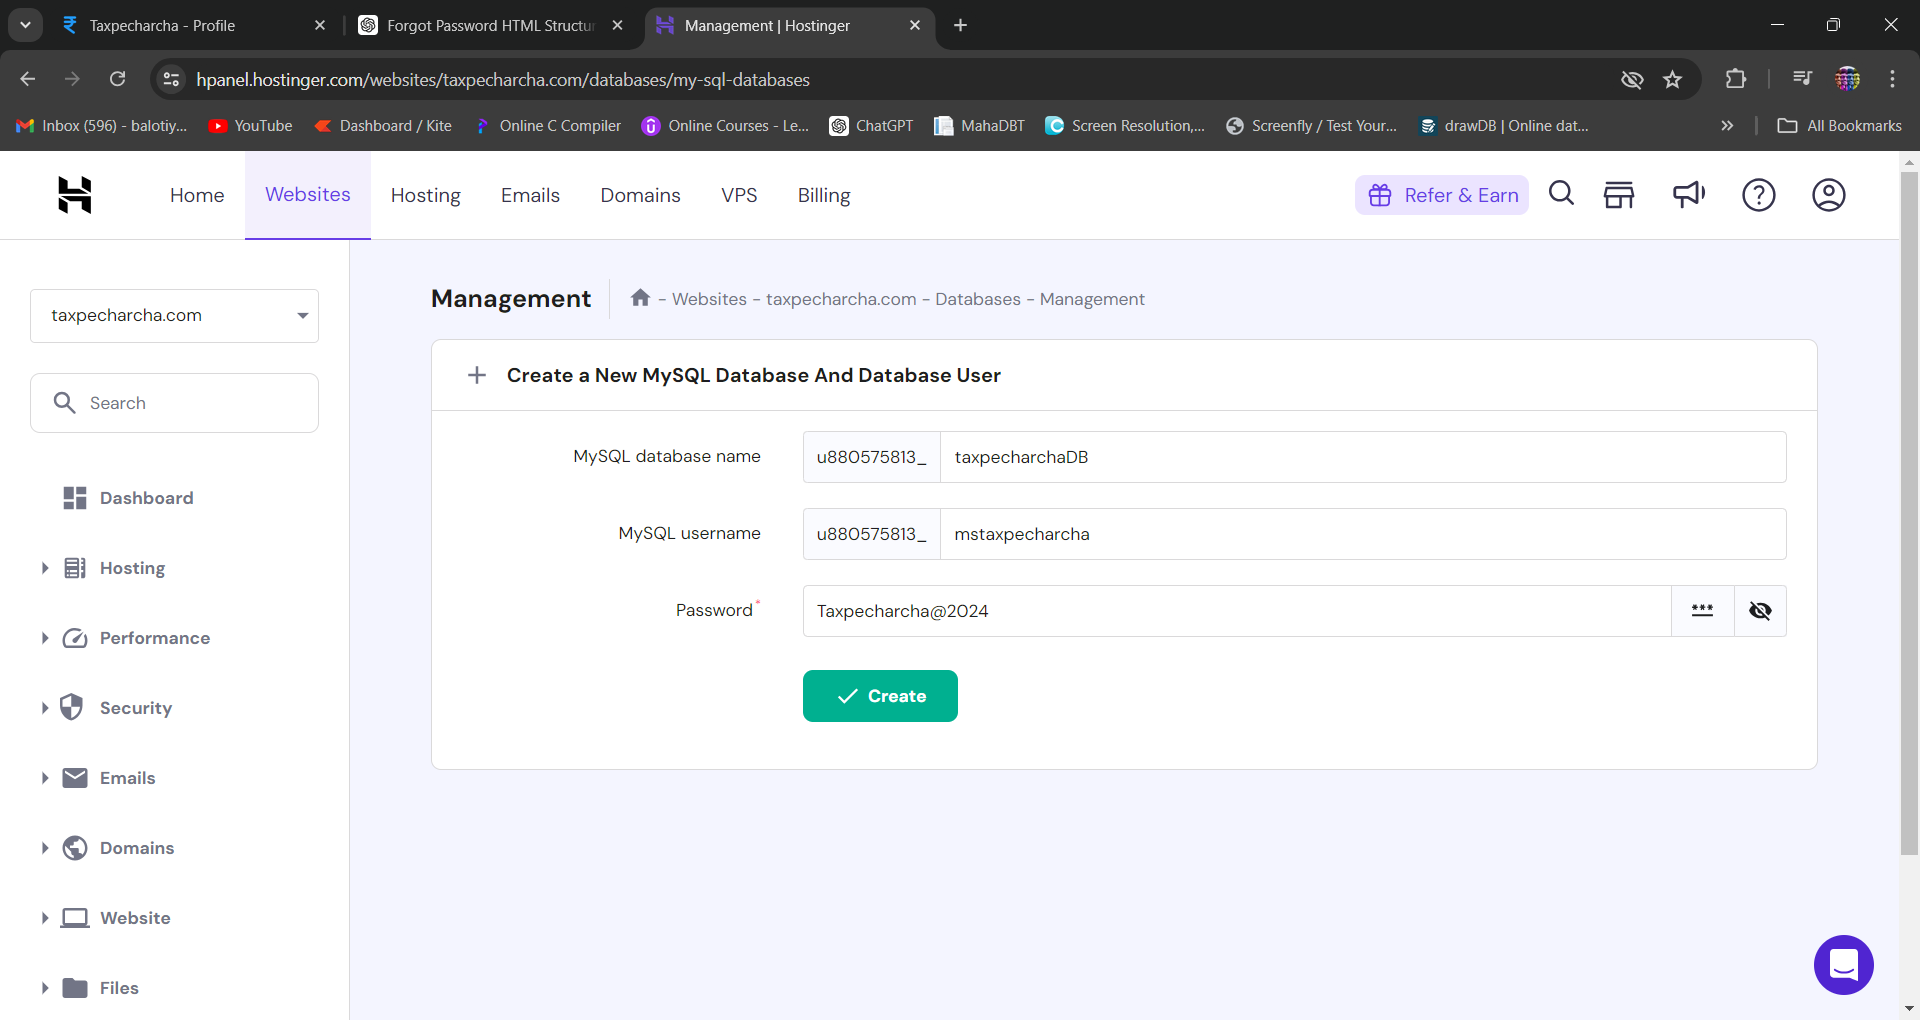 Taxpecharcha - Profile
Forgot Password HTML Structur
Management | Hostinger
hpanel.hostinger.com/websites/taxpecharcha.com/databases/my-sql-databases
Inbox (596) - balotiy...
YouTube
Dashboard / Kite
Online C Compiler
Online Courses - Le...
ChatGPT
MahaDBT
Screen Resolution,...
Screenfly / Test Your...
drawDB | Online dat...
All Bookmarks
Home
Websites
Hosting
Emails
Domains
VPS
Billing
Refer & Earn
taxpecharcha.com
Search
Dashboard
Hosting
Performance
Security
Emails
Domains
Website
Files
Management
- Websites - taxpecharcha.com - Databases - Management
Create a New MySQL Database And Database User
MySQL database name
u880575813_
taxpecharchaDB
MySQL username
u880575813_
mstaxpecharcha
Password*
Taxpecharcha@2024
Create